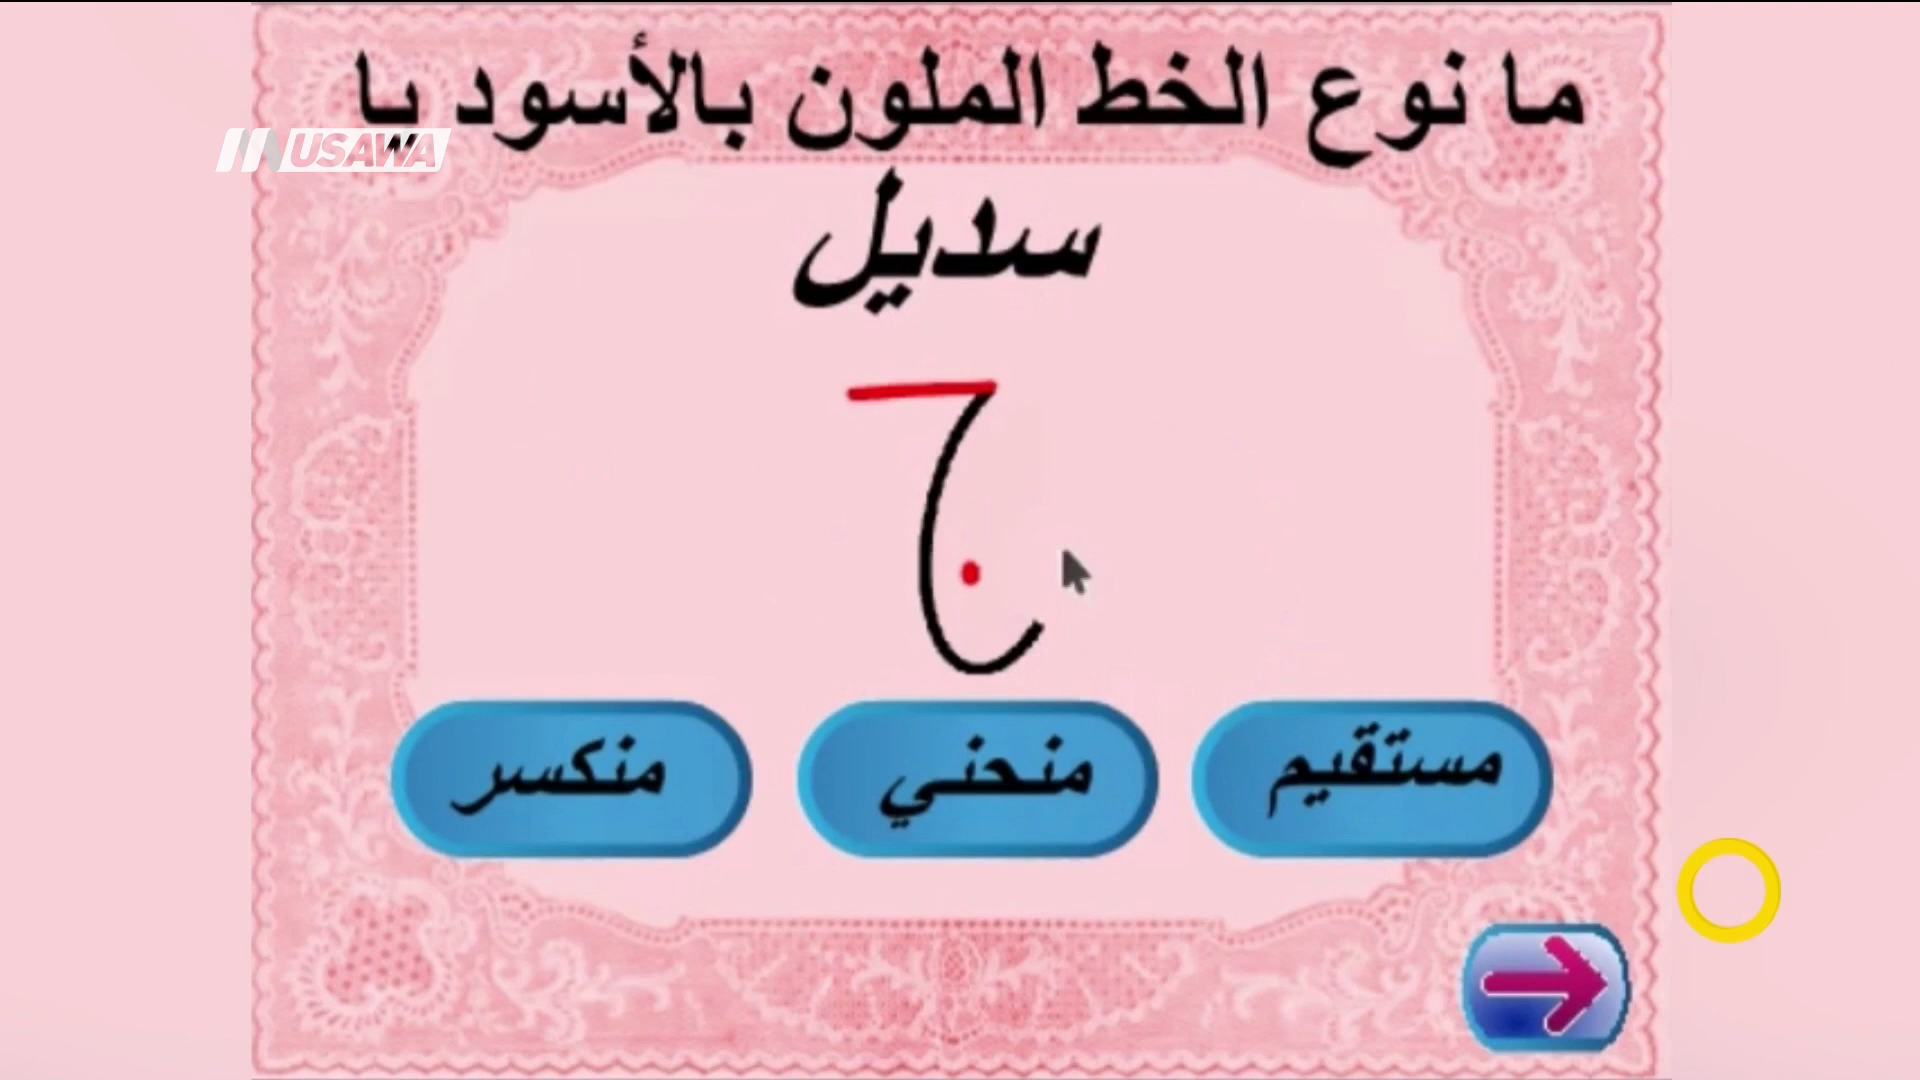 ما نوع الخط الملون بالأسود يا
USAWA
سديل
ج
مستقيم
منحني
منكسر